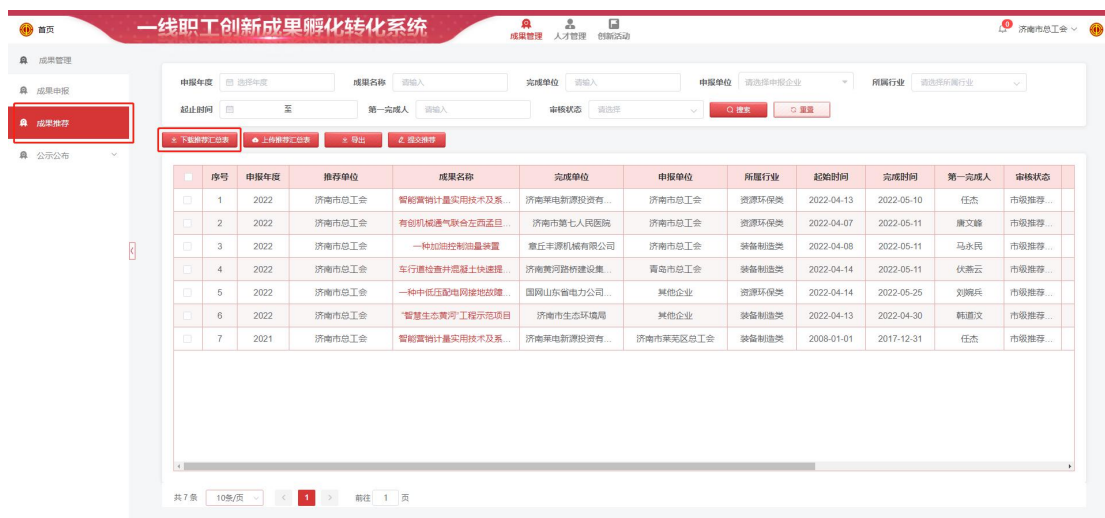 首页
一线职工创新成果孵化转化系统
成果管理 人才管理 创新活动
济南市总工会
成果管理
成果申报
成果推荐
公示公布
申报年度 选择年度 成果名称 请输入 完成单位 请输入 申报单位 请选择申报企业 所属行业 请选择所属行业
起止时间 至 第一完成人 请输入 审核状态 请选择 搜索 重置
下载推荐汇总表 上传推荐汇总表 导出 提交推荐
序号 申报年度 推荐单位 成果名称 完成单位 申报单位 所属行业 起始时间 完成时间 第一完成人 审核状态
1 2022 济南市总工会 智能营销计量实用技术及系... 济南莱电新源投资有... 济南市总工会 资源环保类 2022-04-13 2022-05-10 任杰 市级推荐...
2 2022 济南市总工会 有创机械通气联合左西孟旦... 济南市第七人民医院 济南市总工会 资源环保类 2022-04-07 2022-05-11 唐文峰 市级推荐...
3 2022 济南市总工会 一种加油控制油量装置 章丘丰源机械有限公司 济南市总工会 装备制造类 2022-04-08 2022-05-11 马永民 市级推荐...
4 2022 济南市总工会 车行道检查井混凝土快速提... 济南黄河路桥建设集... 青岛市总工会 装备制造类 2022-04-14 2022-05-11 伏燕云 市级推荐...
5 2022 济南市总工会 一种中低压配电网接地故障... 国网山东省电力公司... 其他企业 资源环保类 2022-04-14 2022-05-25 刘婉兵 市级推荐...
6 2022 济南市总工会 "智慧生态黄河"工程示范项目 济南市生态环境局 其他企业 装备制造类 2022-04-13 2022-04-30 韩道汶 市级推荐...
7 2021 济南市总工会 智能营销计量实用技术及系... 济南莱电新源投资有... 济南市莱芜区总工会 装备制造类 2008-01-01 2017-12-31 任杰 市级推荐...
共 7 条 10条/页 1 前往 1 页